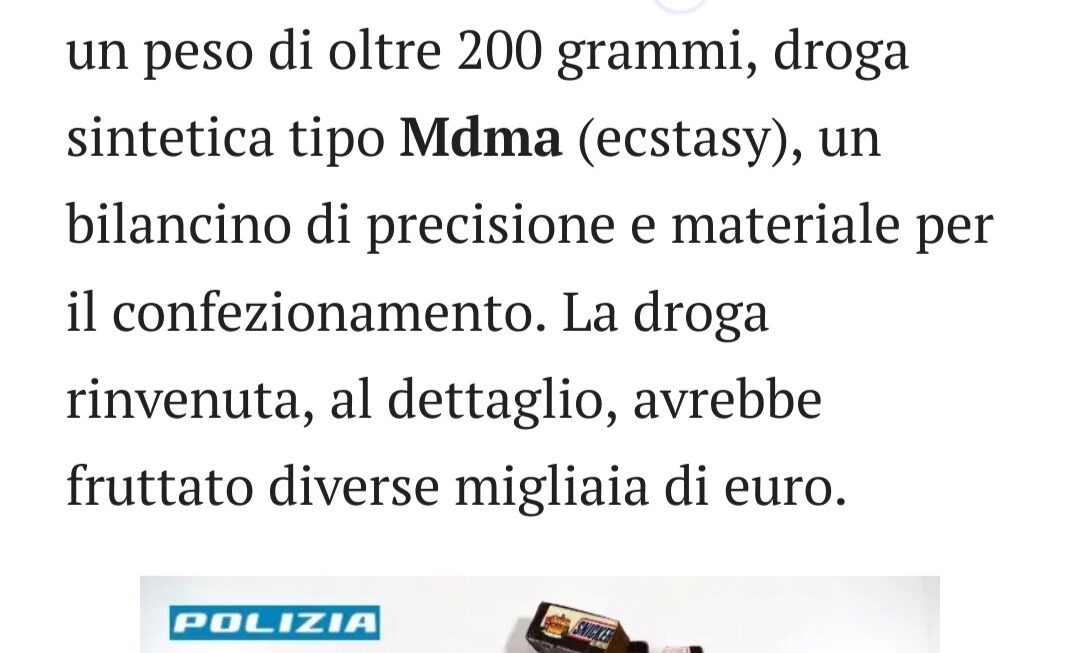 un peso di oltre 200 grammi, droga
sintetica tipo Mdma (ecstasy), un
bilancino di precisione e materiale per
il confezionamento. La droga
rinvenuta, al dettaglio, avrebbe
fruttato diverse migliaia di euro.
POLIZIA